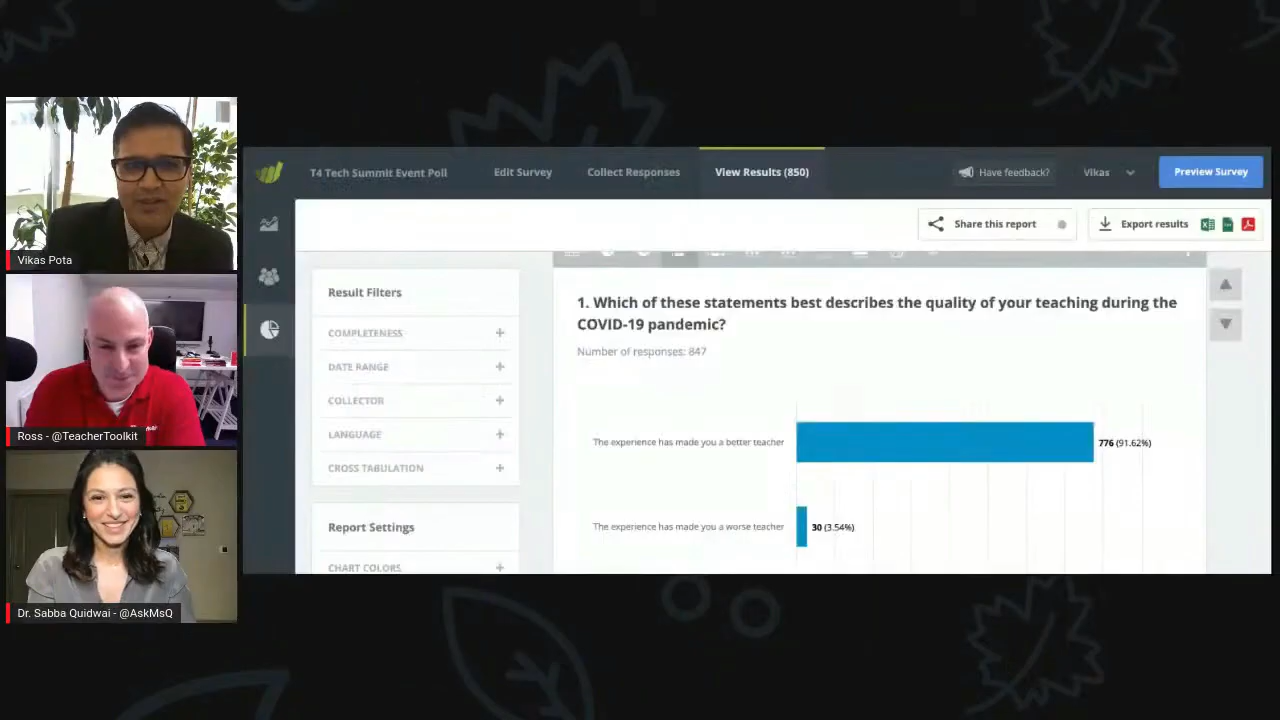 Vikas Pota
Ross - @TeacherToolkit
Dr. Sabba Quidwai - @AskMsQ
T4 Tech Summit Event Poll
Edit Survey
Collect Responses
View Results (850)
Have feedback?
Vikas
Preview Survey
Share this report
Export results
Result Filters
COMPLETENESS
DATE RANGE
COLLECTOR
LANGUAGE
CROSS TABULATION
Report Settings
CHART COLORS
1. Which of these statements best describes the quality of your teaching during the
COVID-19 pandemic?
Number of responses: 847
The experience has made you a better teacher
776 (91.62%)
The experience has made you a worse teacher
30 (3.54%)